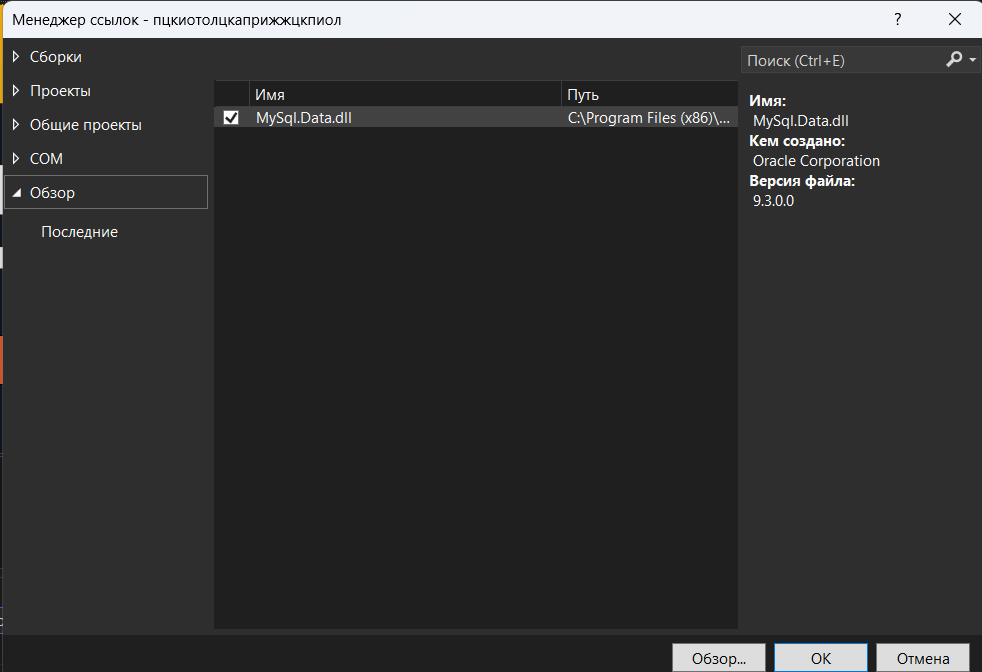 Менеджер ссылок - пцкиотолцкаприжжцкпиол
?
Сборки
Проекты
Общие проекты
COM
Обзор
Последние
Имя Путь
MySql.Data.dll C:\Program Files (x86)\...
Поиск (Ctrl+E)
Имя:
MySql.Data.dll
Кем создано:
Oracle Corporation
Версия файла:
9.3.0.0
Обзор... OK Отмена